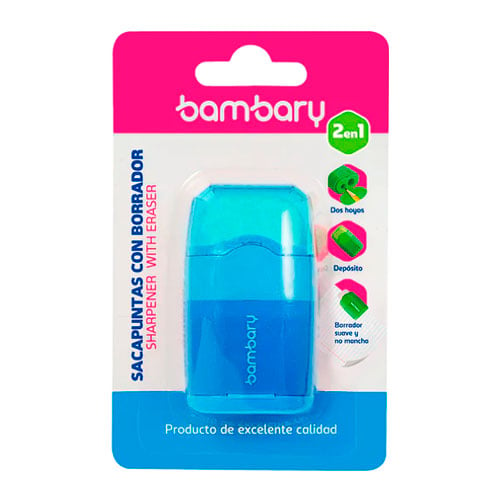 bambary
2en1
SACAPUNTAS CON BORRADOR
SHARPENER WITH ERASER
Dos hoyos
Depósito
Borrador
suave y
no mancha
bambary
Producto de excelente calidad